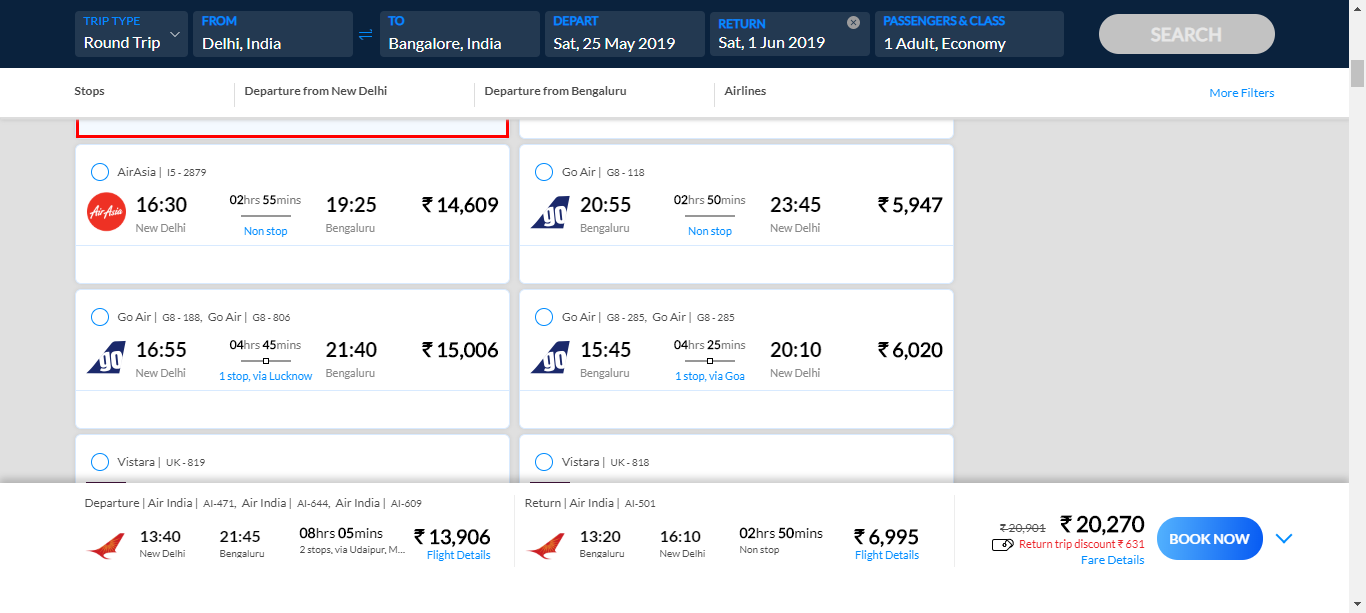 TRIP TYPE
Round Trip
FROM
Delhi, India
TO
Bangalore, India
DEPART
Sat, 25 May 2019
RETURN
Sat, 1 Jun 2019
PASSENGERS & CLASS
1 Adult, Economy
SEARCH
Stops
Departure from New Delhi
Departure from Bengaluru
Airlines
More Filters
AirAsia | I5 - 2879
AirAsia
16:30
New Delhi
02hrs 55mins
Non stop
19:25
Bengaluru
₹ 14,609
Go Air | G8 - 118
GO
20:55
Bengaluru
02hrs 50mins
Non stop
23:45
New Delhi
₹ 5,947
Go Air | G8 - 188, Go Air | G8 - 806
GO
16:55
New Delhi
04hrs 45mins
1 stop, via Lucknow
21:40
Bengaluru
₹ 15,006
Go Air | G8 - 285, Go Air | G8 - 285
GO
15:45
Bengaluru
04hrs 25mins
1 stop, via Goa
20:10
New Delhi
₹ 6,020
Vistara | UK - 819
Vistara | UK - 818
Departure | Air India | AI-471, Air India | AI-644, Air India | AI-609
13:40
New Delhi
21:45
Bengaluru
08hrs 05mins
2 stops, via Udaipur, M...
₹ 13,906
Flight Details
Return | Air India | AI-501
13:20
Bengaluru
16:10
New Delhi
02hrs 50mins
Non stop
₹ 6,995
Flight Details
₹ 20,901 ₹ 20,270
Return trip discount ₹ 631
Fare Details
BOOK NOW